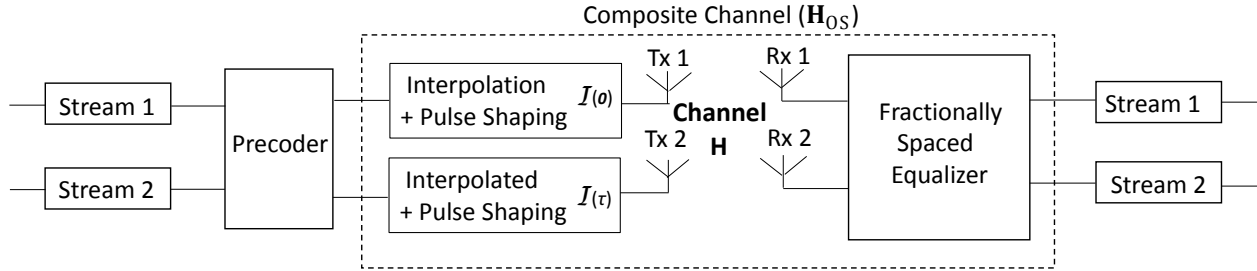 Composite Channel (H_OS)
Stream 1
Stream 2
Precoder
Interpolation
+ Pulse Shaping
I(0)
Interpolated
+ Pulse Shaping
I(τ)
Tx 1
Tx 2
Channel
H
Rx 1
Rx 2
Fractionally
Spaced
Equalizer
Stream 1
Stream 2